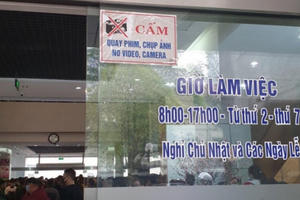 CẤM
QUAY PHIM, CHỤP ẢNH
NO VIDEO, CAMERA
GIỜ LÀM VIỆC
8h00-17h00 - Từ thứ 2- thứ 7
Nghỉ Chủ Nhật và Các Ngày Lễ